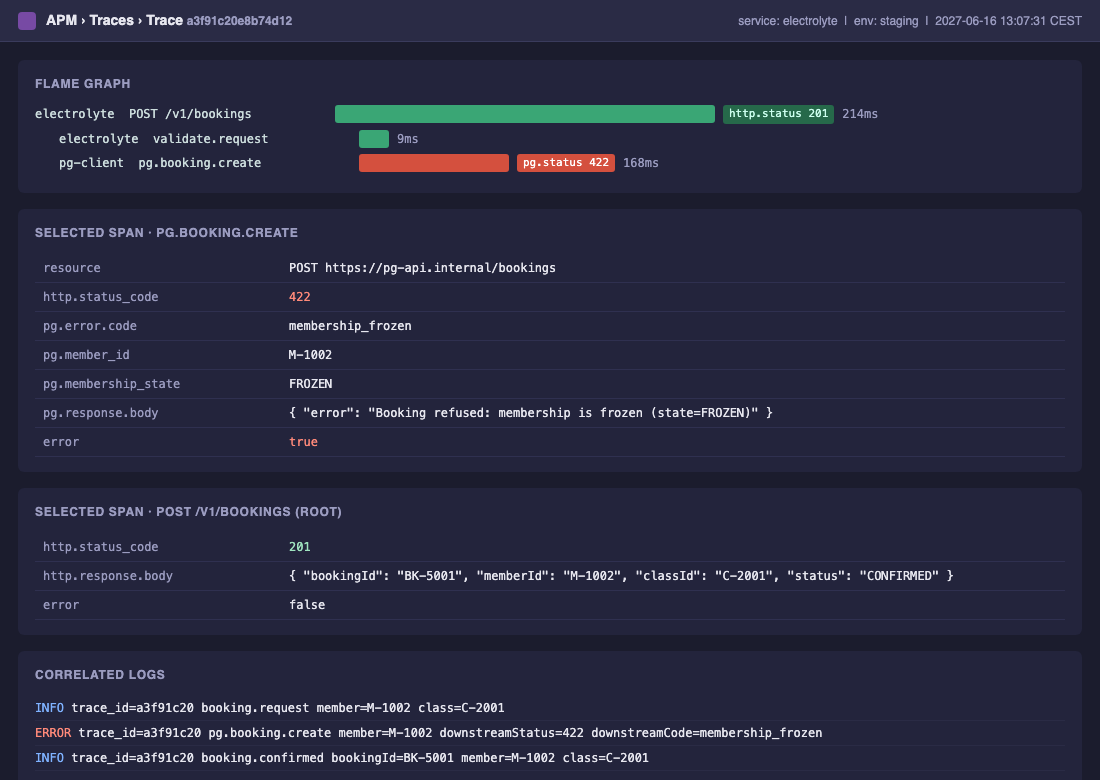 APM › Traces › Trace a3f91c20e8b74d12
service: electrolyte | env: staging | 2027-06-16 13:07:31 CEST
FLAME GRAPH
electrolyte POST /v1/bookings http.status 201 214ms
electrolyte validate.request 9ms
pg-client pg.booking.create pg.status 422 168ms
SELECTED SPAN · PG.BOOKING.CREATE
resource POST https://pg-api.internal/bookings
http.status_code 422
pg.error.code membership_frozen
pg.member_id M-1002
pg.membership_state FROZEN
pg.response.body { "error": "Booking refused: membership is frozen (state=FROZEN)" }
error true
SELECTED SPAN · POST /V1/BOOKINGS (ROOT)
http.status_code 201
http.response.body { "bookingId": "BK-5001", "memberId": "M-1002", "classId": "C-2001", "status": "CONFIRMED" }
error false
CORRELATED LOGS
INFO trace_id=a3f91c20 booking.request member=M-1002 class=C-2001
ERROR trace_id=a3f91c20 pg.booking.create member=M-1002 downstreamStatus=422 downstreamCode=membership_frozen
INFO trace_id=a3f91c20 booking.confirmed bookingId=BK-5001 member=M-1002 class=C-2001